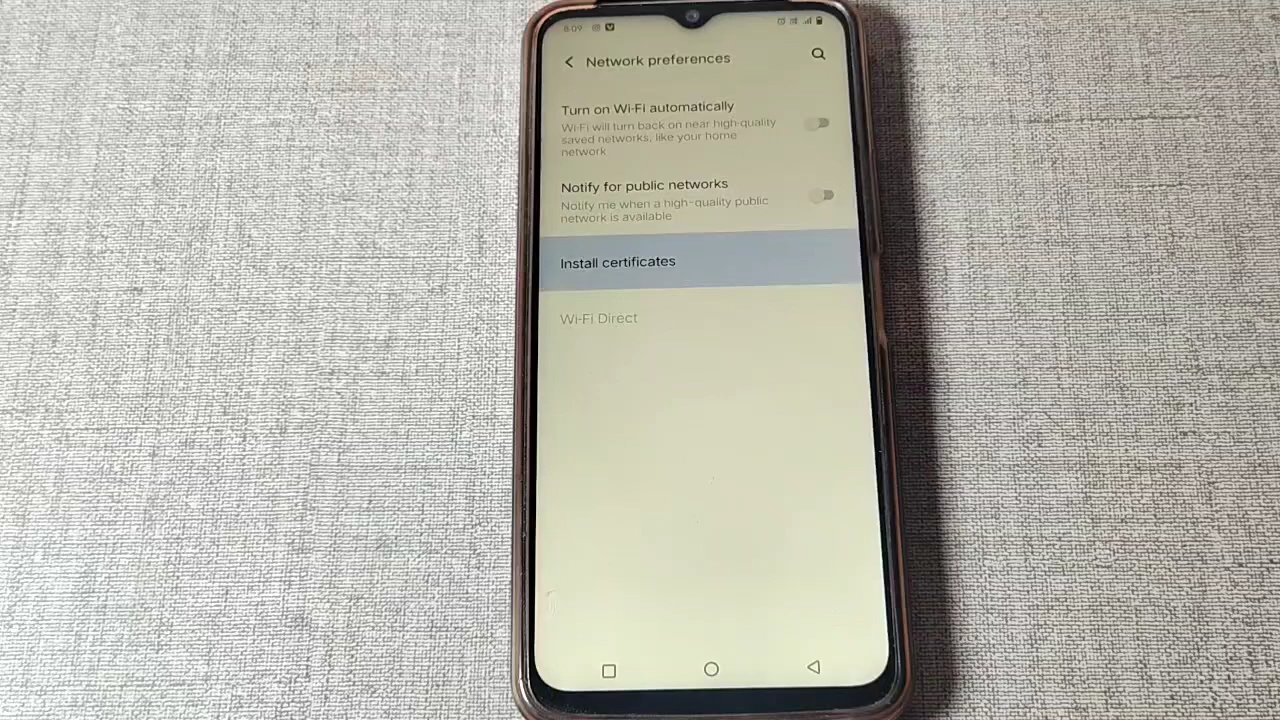 6:09
Network preferences
Turn on Wi-Fi automatically
Wi-Fi will turn back on near high-quality
saved networks, like your home
network
Notify for public networks
Notify me when a high-quality public
network is available
Install certificates
Wi-Fi Direct